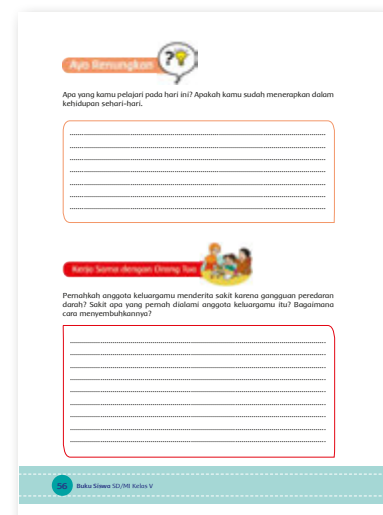 Ayo Renungkan
Apa yang kamu pelajari pada hari ini? Apakah kamu sudah menerapkan dalam
kehidupan sehari-hari.
Kerja Sama dengan Orang Tua
Pernahkah anggota keluargamu menderita sakit karena gangguan peredaran
darah? Sakit apa yang pernah dialami anggota keluargamu itu? Bagaimana
cara menyembuhkannya?
56 Buku Siswa SD/MI Kelas V